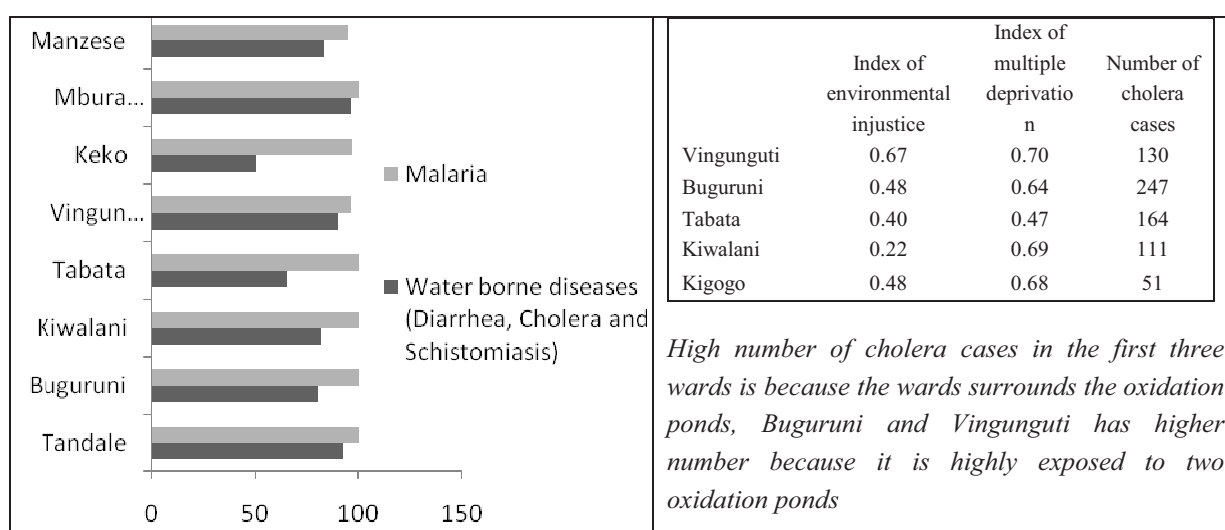 Manzese
Mbura...
Keko
Vingun...
Tabata
Kiwalani
Buguruni
Tandale
0 50 100 150
Malaria
Water borne diseases
(Diarrhea, Cholera and
Schistomiasis)
Index of
Index of multiple Number of
environmental deprivatio cholera
injustice n cases
Vingunguti 0.67 0.70 130
Buguruni 0.48 0.64 247
Tabata 0.40 0.47 164
Kiwalani 0.22 0.69 111
Kigogo 0.48 0.68 51
High number of cholera cases in the first three
wards is because the wards surrounds the oxidation
ponds, Buguruni and Vingunguti has higher
number because it is highly exposed to two
oxidation ponds